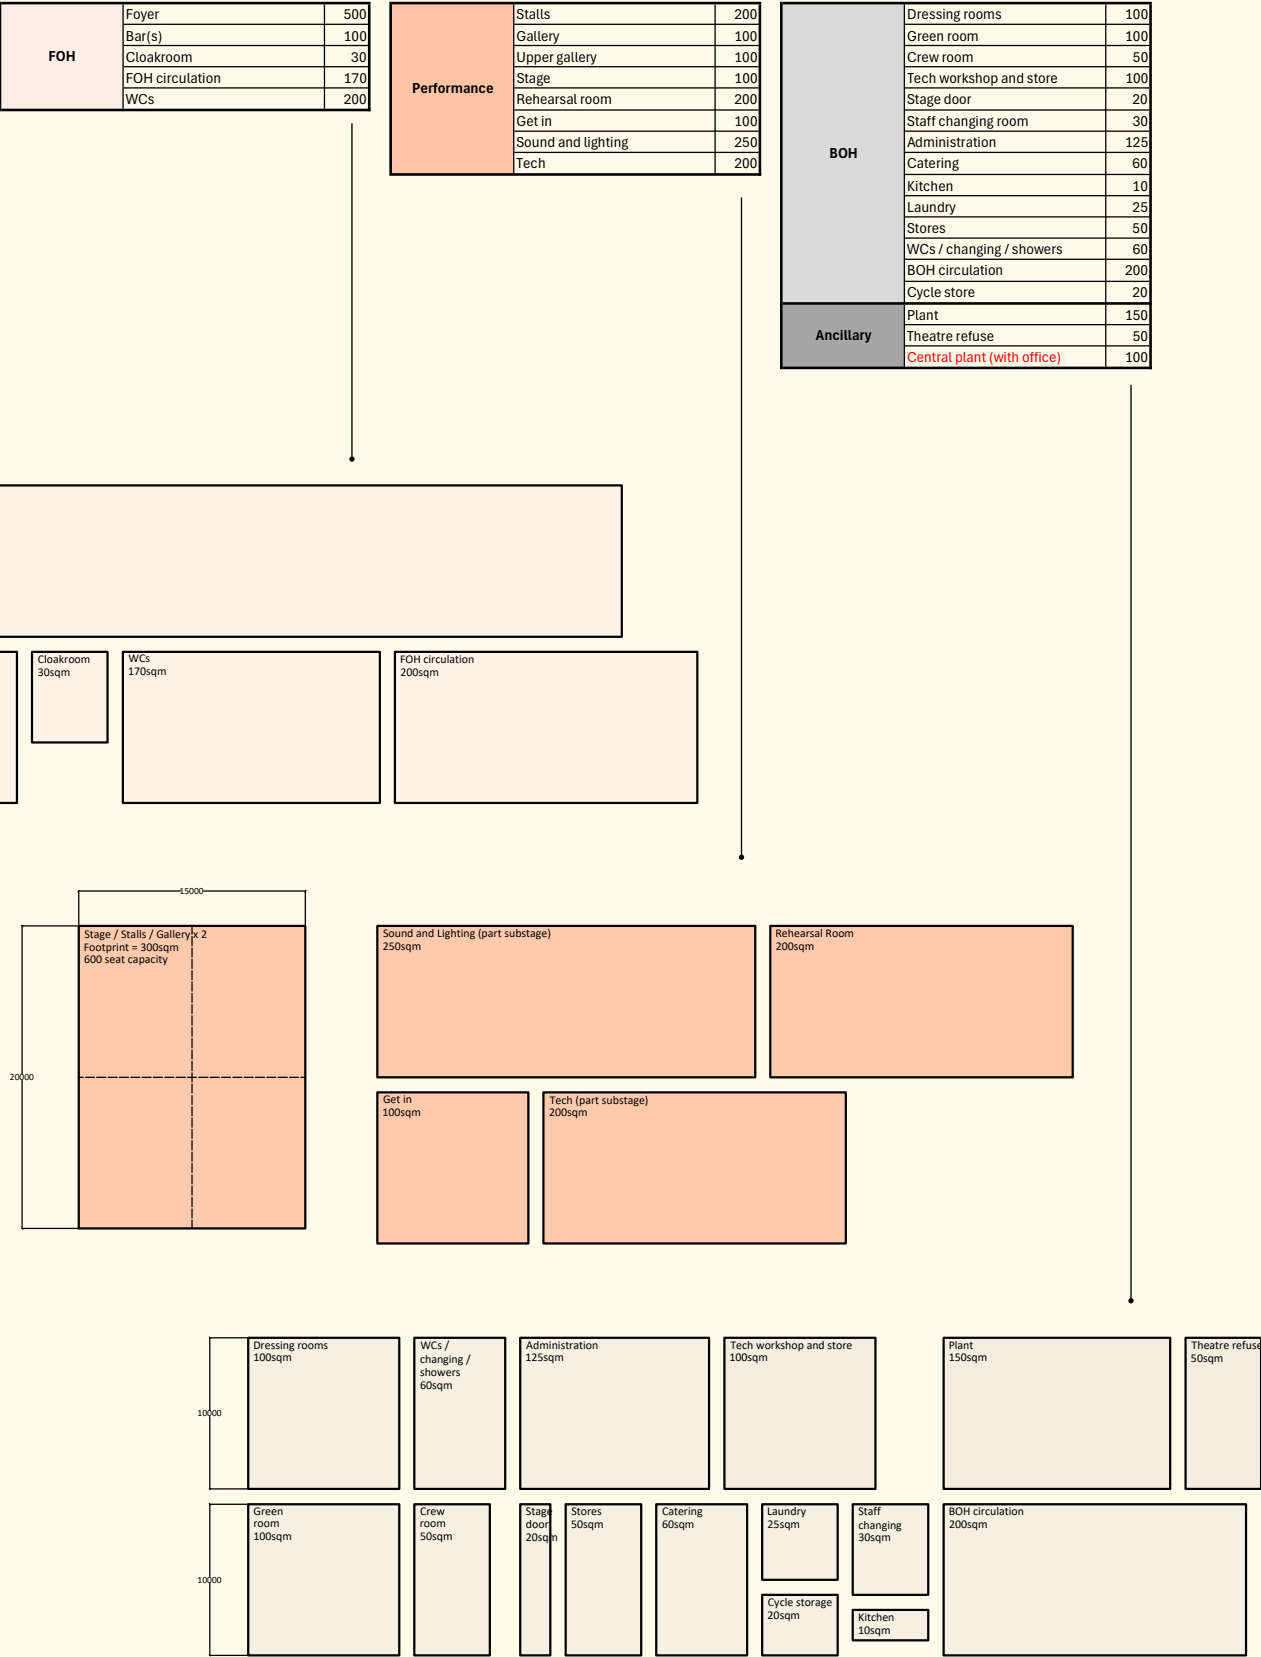 FOH
Foyer 500
Bar(s) 100
Cloakroom 30
FOH circulation 170
WCs 200
Performance
Stalls 200
Gallery 100
Upper gallery 100
Stage 100
Rehearsal room 200
Get in 100
Sound and lighting 250
Tech 200
BOH
Dressing rooms 100
Green room 100
Crew room 50
Tech workshop and store 100
Stage door 20
Staff changing room 30
Administration 125
Catering 60
Kitchen 10
Laundry 25
Stores 50
WCs / changing / showers 60
BOH circulation 200
Cycle store 20
Ancillary
Plant 150
Theatre refuse 50
Central plant (with office) 100
Cloakroom
30sqm
WCs
170sqm
FOH circulation
200sqm
15000
20000
Stage / Stalls / Gallery x 2
Footprint = 300sqm
600 seat capacity
Sound and Lighting (part substage)
250sqm
Rehearsal Room
200sqm
Get in
100sqm
Tech (part substage)
200sqm
10000
Dressing rooms
100sqm
WCs /
changing /
showers
60sqm
Administration
125sqm
Tech workshop and store
100sqm
Plant
150sqm
Theatre refuse
50sqm
10000
Green
room
100sqm
Crew
room
50sqm
Stage
door
20sqm
Stores
50sqm
Catering
60sqm
Laundry
25sqm
Cycle storage
20sqm
Staff
changing
30sqm
Kitchen
10sqm
BOH circulation
200sqm